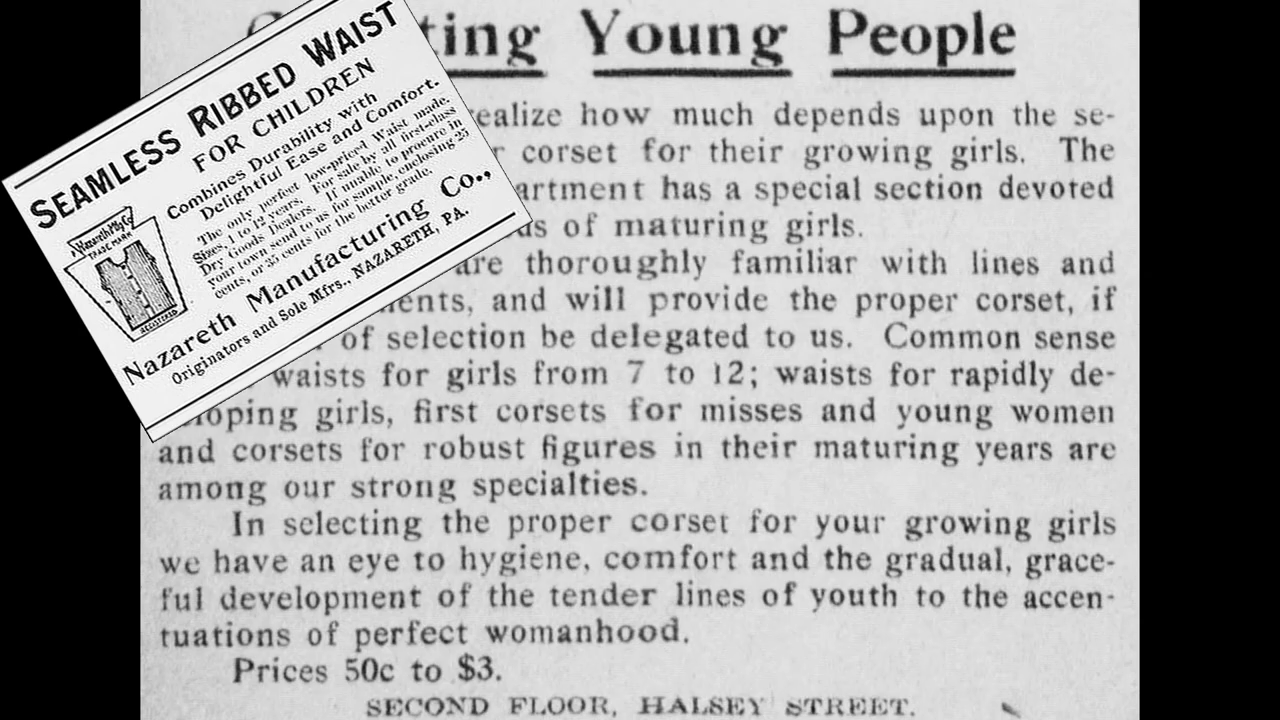 SEAMLESS RIBBED WAIST
FOR CHILDREN
Combines Durability with
Delightful Ease and Comfort.
The only perfect low-priced Waist made.
Sizes, 1 to 12 years. For sale by all first-class
Dry Goods Dealers. If unable to procure in
your town send to us for sample, enclosing 25
cents, or 35 cents for the better grade.
Nazareth Manufacturing Co.,
Originators and Sole Mfrs., NAZARETH, PA.
Nazareth Mfg Co
TRADE MARK
REGISTERED
ting Young People
realize how much depends upon the se-
r corset for their growing girls. The
artment has a special section devoted
ds of maturing girls.
are thoroughly familiar with lines and
ents, and will provide the proper corset, if
of selection be delegated to us. Common sense
waists for girls from 7 to 12; waists for rapidly de-
loping girls, first corsets for misses and young women
and corsets for robust figures in their maturing years are
among our strong specialties.
In selecting the proper corset for your growing girls
we have an eye to hygiene, comfort and the gradual, grace-
ful development of the tender lines of youth to the accen-
tuations of perfect womanhood.
Prices 50c to $3.
SECOND FLOOR, HALSEY STREET.